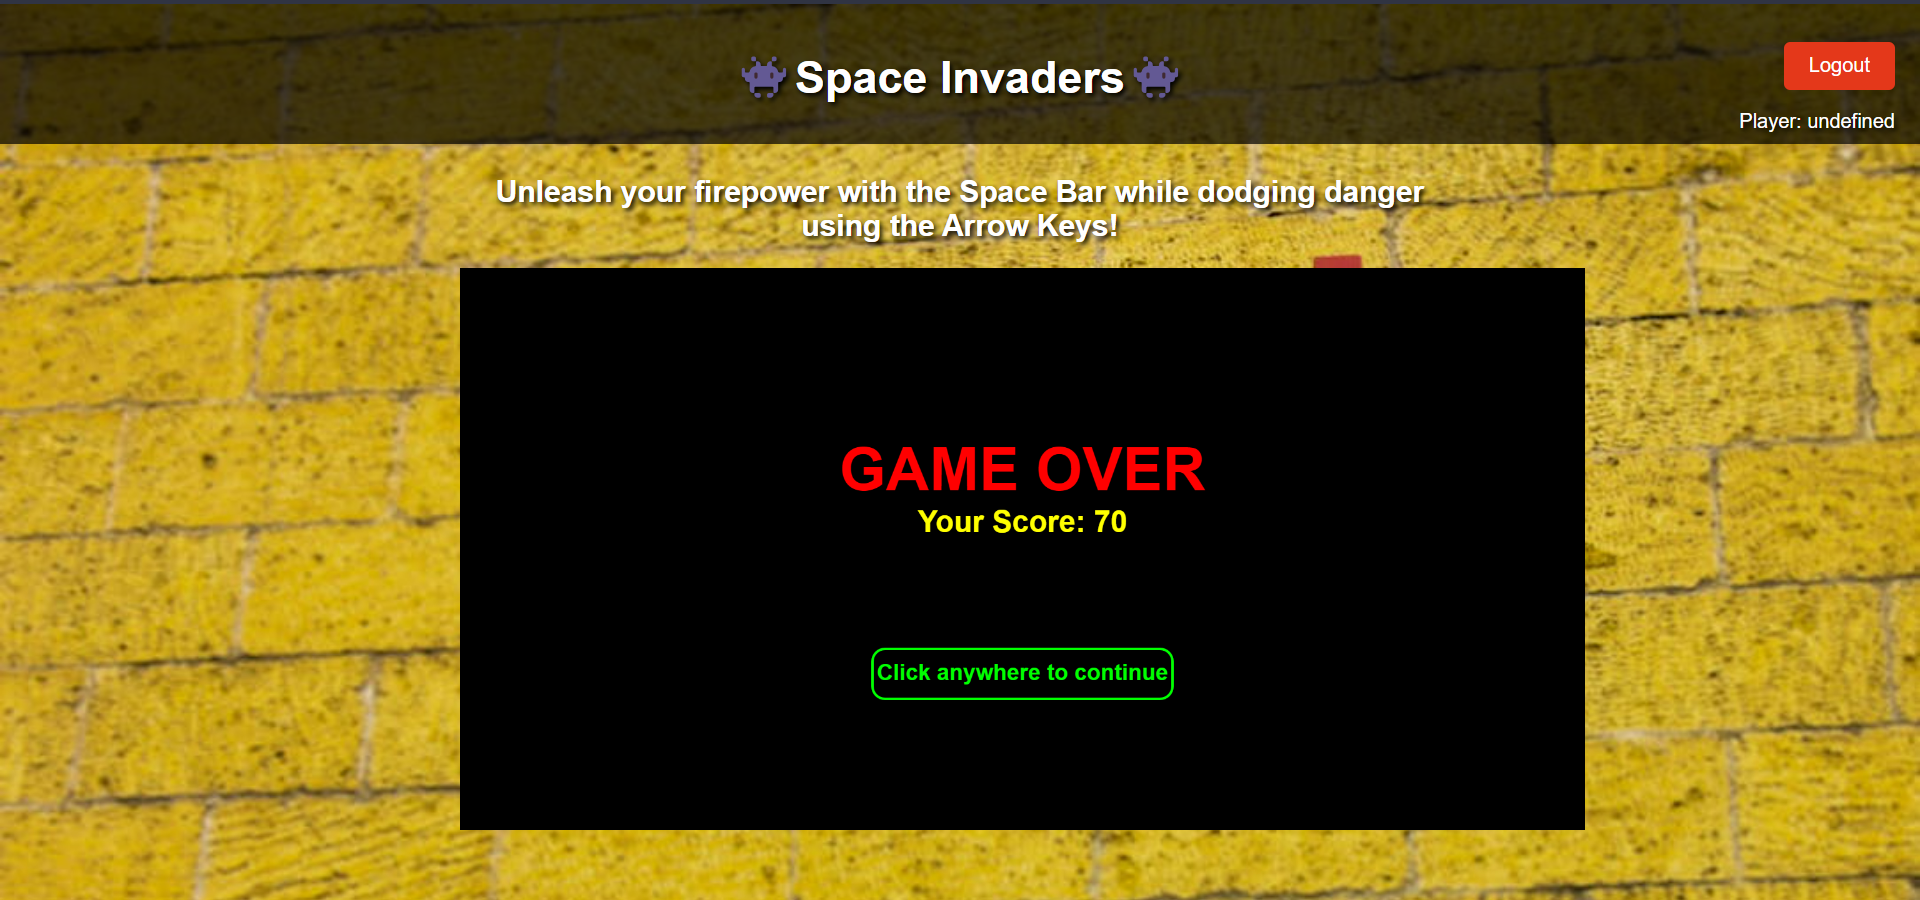 Space Invaders
Logout
Player: undefined
Unleash your firepower with the Space Bar while dodging danger
using the Arrow Keys!
GAME OVER
Your Score: 70
Click anywhere to continue